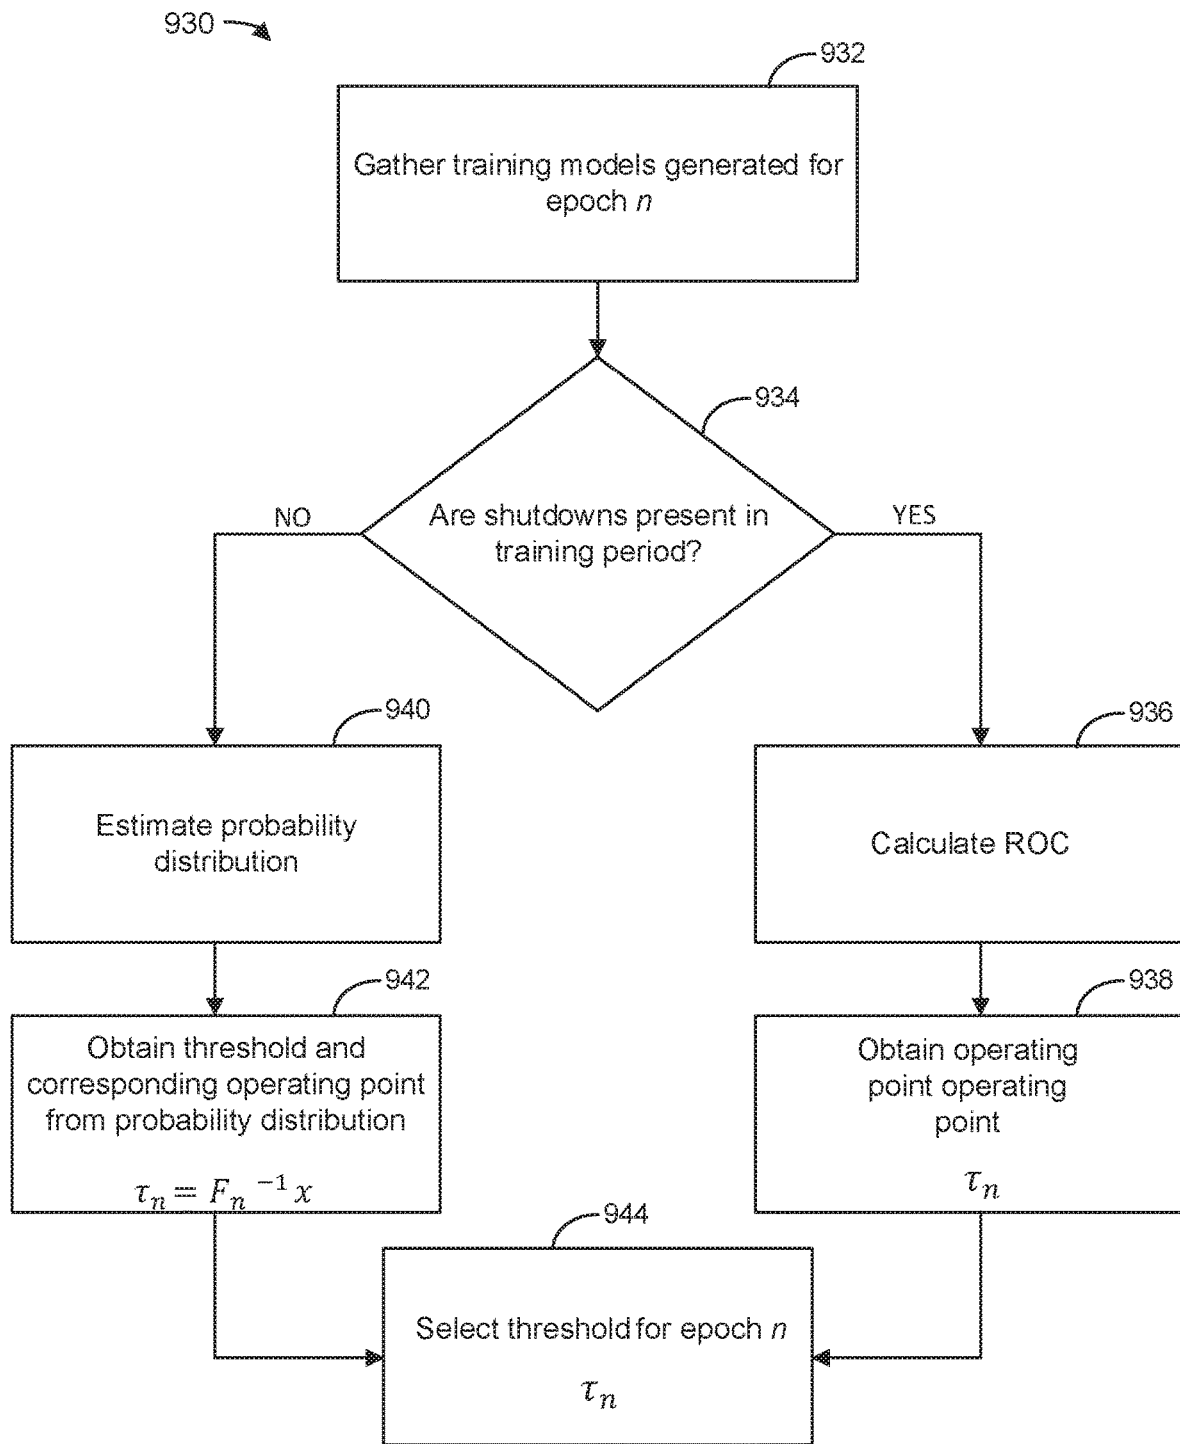 930
932
Gather training models generated for
epoch n
934
Are shutdowns present in
training period?
NO
YES
940
936
Estimate probability
distribution
Calculate ROC
942
938
Obtain threshold and
corresponding operating point
from probability distribution
τₙ = Fₙ⁻¹ x
Obtain operating
point operating
point
τₙ
944
Select threshold for epoch n
τₙ